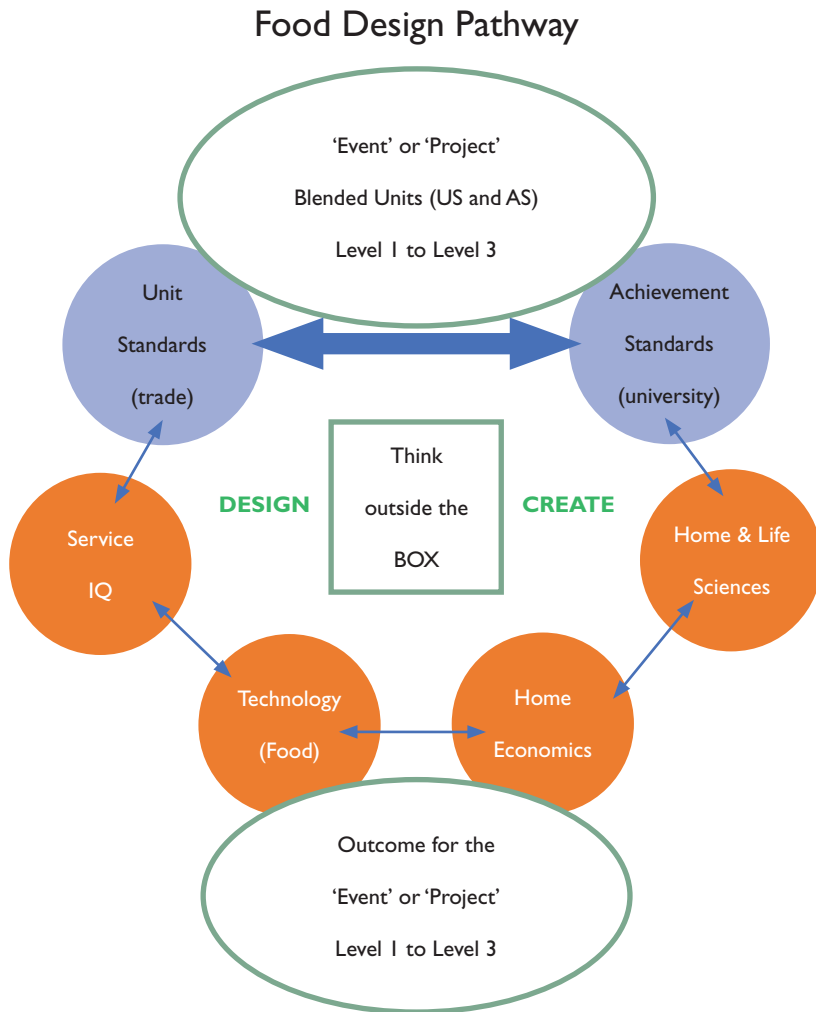 Food Design Pathway
‘Event’ or ‘Project’
Blended Units (US and AS)
Level 1 to Level 3
Unit
Standards
(trade)
Achievement
Standards
(university)
Think
outside the
BOX
DESIGN
CREATE
Service
IQ
Home & Life
Sciences
Technology
(Food)
Home
Economics
Outcome for the
‘Event’ or ‘Project’
Level 1 to Level 3